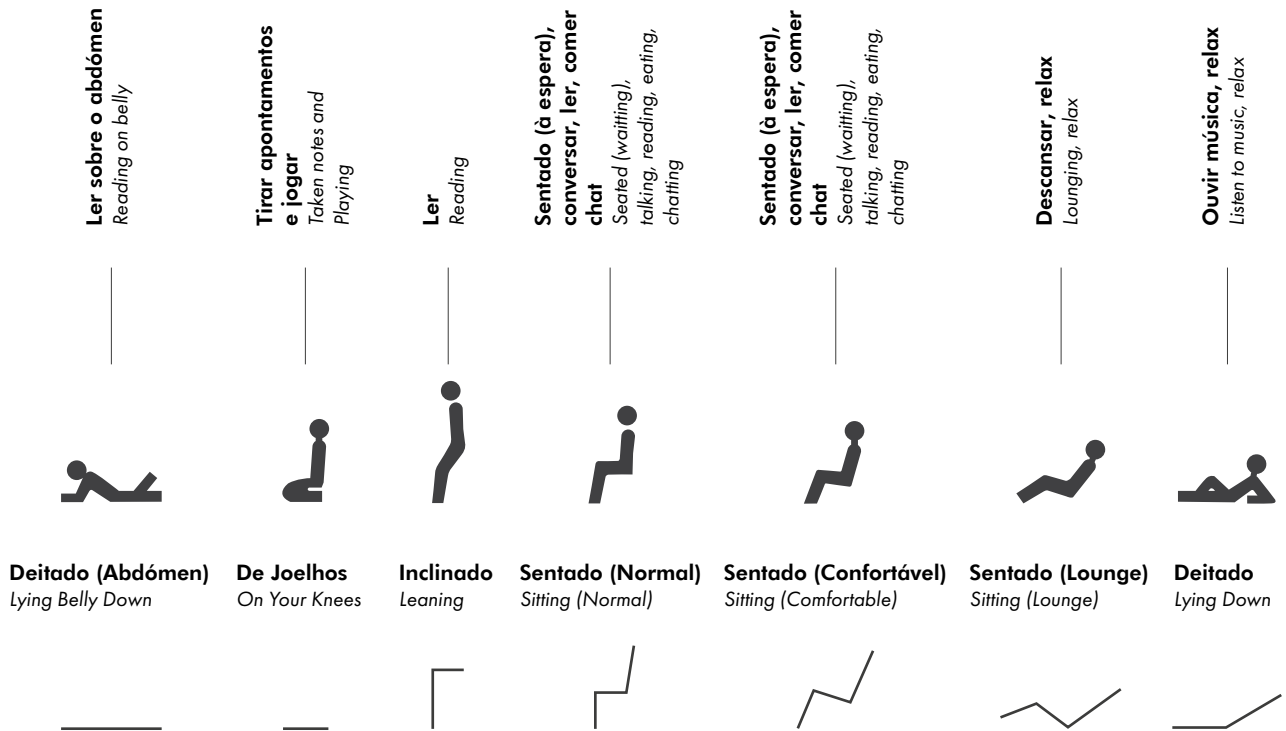 Ler sobre o abdómen
Reading on belly
Tirar apontamentos
e jogar
Taken notes and
Playing
Ler
Reading
Sentado (à espera),
conversar, ler, comer
chat
Seated (waitting),
talking, reading, eating,
chatting
Sentado (à espera),
conversar, ler, comer
chat
Seated (waitting),
talking, reading, eating,
chatting
Descansar, relax
Lounging, relax
Ouvir música, relax
Listen to music, relax
Deitado (Abdómen)
Lying Belly Down
De Joelhos
On Your Knees
Inclinado
Leaning
Sentado (Normal)
Sitting (Normal)
Sentado (Confortável)
Sitting (Comfortable)
Sentado (Lounge)
Sitting (Lounge)
Deitado
Lying Down